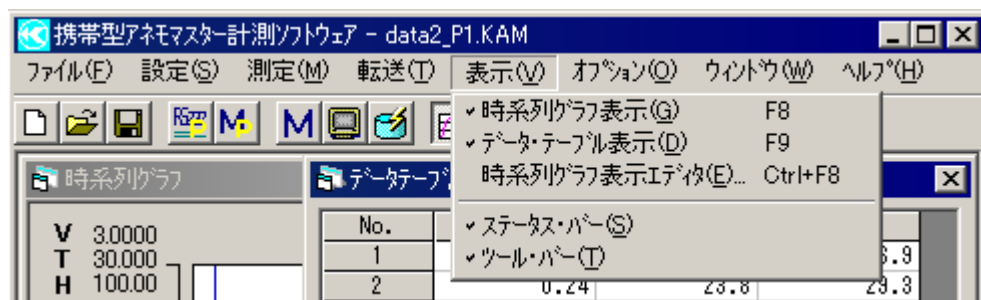 携帯型ｱﾈﾓﾏｽﾀｰ計測ｿﾌﾄｳｪｱ - data2_P1.KAM
ﾌｧｲﾙ(F) 設定(S) 測定(M) 転送(T) 表示(V) ｵﾌﾟｼｮﾝ(O) ｳｨﾝﾄﾞｳ(W) ﾍﾙﾌﾟ(H)
時系列ｸﾞﾗﾌ表示(G) F8
ﾃﾞｰﾀ･ﾃｰﾌﾞﾙ表示(D) F9
時系列ｸﾞﾗﾌ表示ｴﾃﾞｨﾀ(E)... Ctrl+F8
ｽﾃｰﾀｽ･ﾊﾞｰ(S)
ﾂｰﾙ･ﾊﾞｰ(T)
M M
時系列ｸﾞﾗﾌ
ﾃﾞｰﾀﾃｰﾌﾞ
V 3.0000
T 30.000
H 100.00
No.
1 6.9
2 0.24 23.8 29.3